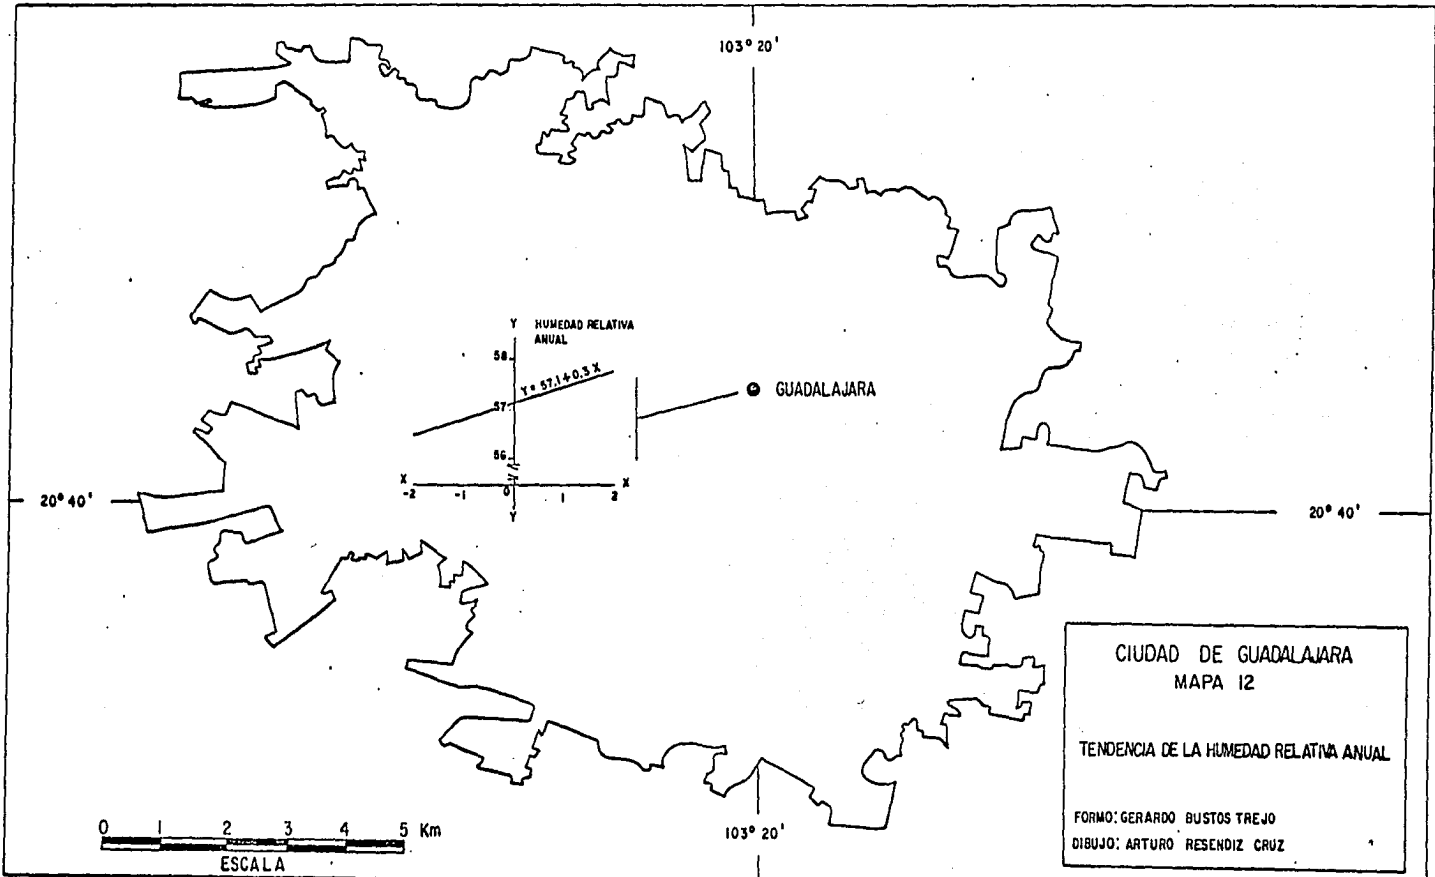 103° 20'
Y HUMEDAD RELATIVA
ANUAL
58
Y = 57.1 + 0.3 X
57
56
X X
-2 -1 0 1 2
Y
GUADALAJARA
20° 40'
20° 40'
CIUDAD DE GUADALAJARA
MAPA 12
TENDENCIA DE LA HUMEDAD RELATIVA ANUAL
FORMO: GERARDO BUSTOS TREJO
DIBUJO: ARTURO RESENDIZ CRUZ
0 1 2 3 4 5 Km
ESCALA
103° 20'